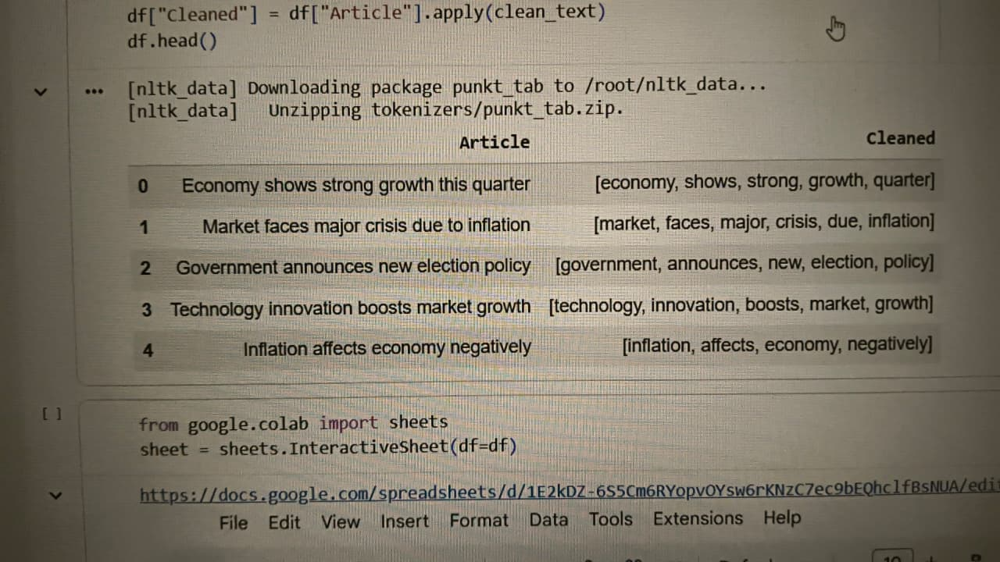 df["Cleaned"] = df["Article"].apply(clean_text)
df.head()
[nltk_data] Downloading package punkt_tab to /root/nltk_data...
[nltk_data]   Unzipping tokenizers/punkt_tab.zip.
Article Cleaned
0 Economy shows strong growth this quarter [economy, shows, strong, growth, quarter]
1 Market faces major crisis due to inflation [market, faces, major, crisis, due, inflation]
2 Government announces new election policy [government, announces, new, election, policy]
3 Technology innovation boosts market growth [technology, innovation, boosts, market, growth]
4 Inflation affects economy negatively [inflation, affects, economy, negatively]
[ ] from google.colab import sheets
sheet = sheets.InteractiveSheet(df=df)
https://docs.google.com/spreadsheets/d/1E2kDZ-6S5Cm6RYopvOYsw6rKNzC7ec9bEQhclfBsNUA/edi
File Edit View Insert Format Data Tools Extensions Help